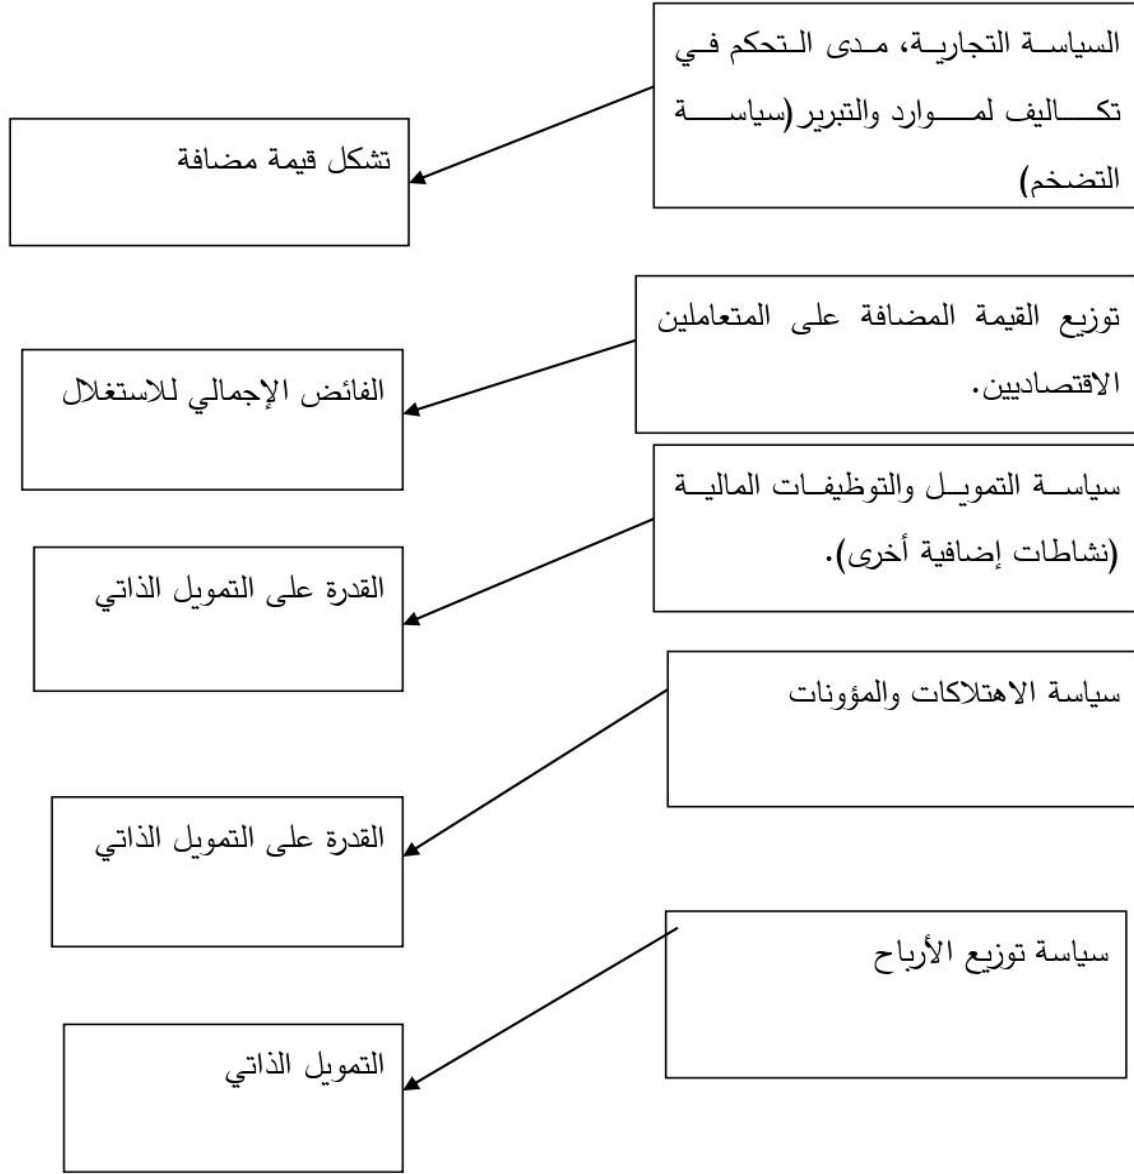 السياسة التجارية، مدى التحكم في
تكاليف لموارد والتبرير (سياسة
التضخم)
تشكل قيمة مضافة
توزيع القيمة المضافة على المتعاملين
الاقتصاديين.
الفائض الإجمالي للاستغلال
سياسة التمويل والتوظيفات المالية
(نشاطات إضافية أخرى).
القدرة على التمويل الذاتي
سياسة الاهتلاكات والمؤونات
القدرة على التمويل الذاتي
سياسة توزيع الأرباح
التمويل الذاتي